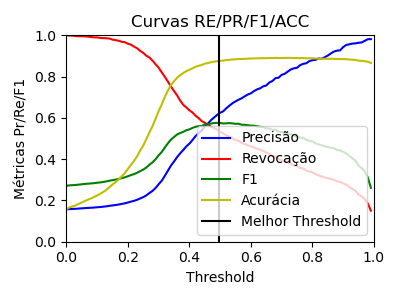 Curvas RE/PR/F1/ACC
Métricas Pr/Re/F1
1.0
0.8
0.6
0.4
0.2
0.0
Precisão
Revocação
F1
Acurácia
Melhor Threshold
0.0 0.2 0.4 0.6 0.8 1.0
Threshold